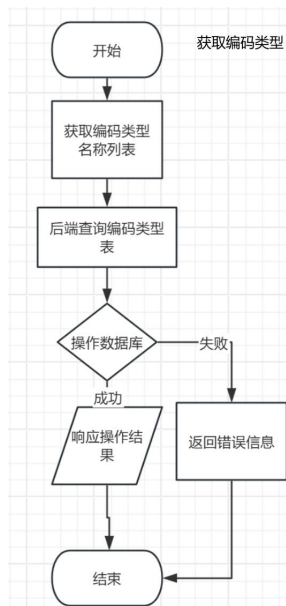 获取编码类型
开始
获取编码类型
名称列表
后端查询编码类型
表
操作数据库
失败
成功
响应操作结
果
返回错误信息
结束